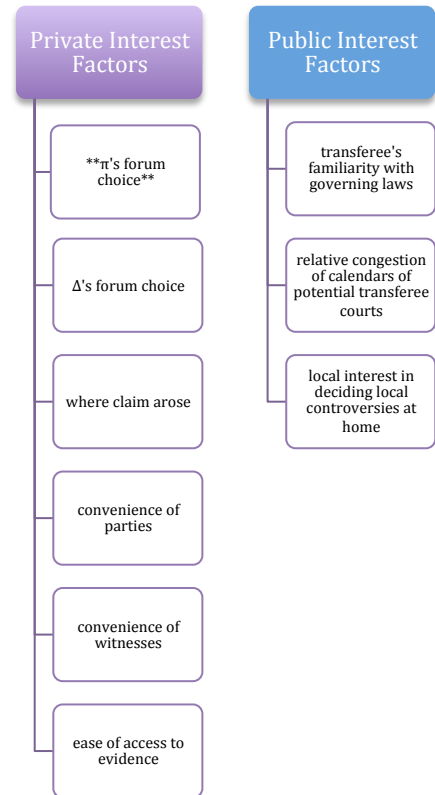 Private Interest
Factors
**π's forum
choice**
Δ's forum choice
where claim arose
convenience of
parties
convenience of
witnesses
ease of access to
evidence
Public Interest
Factors
transferee's
familiarity with
governing laws
relative congestion
of calendars of
potential transferee
courts
local interest in
deciding local
controversies at
home